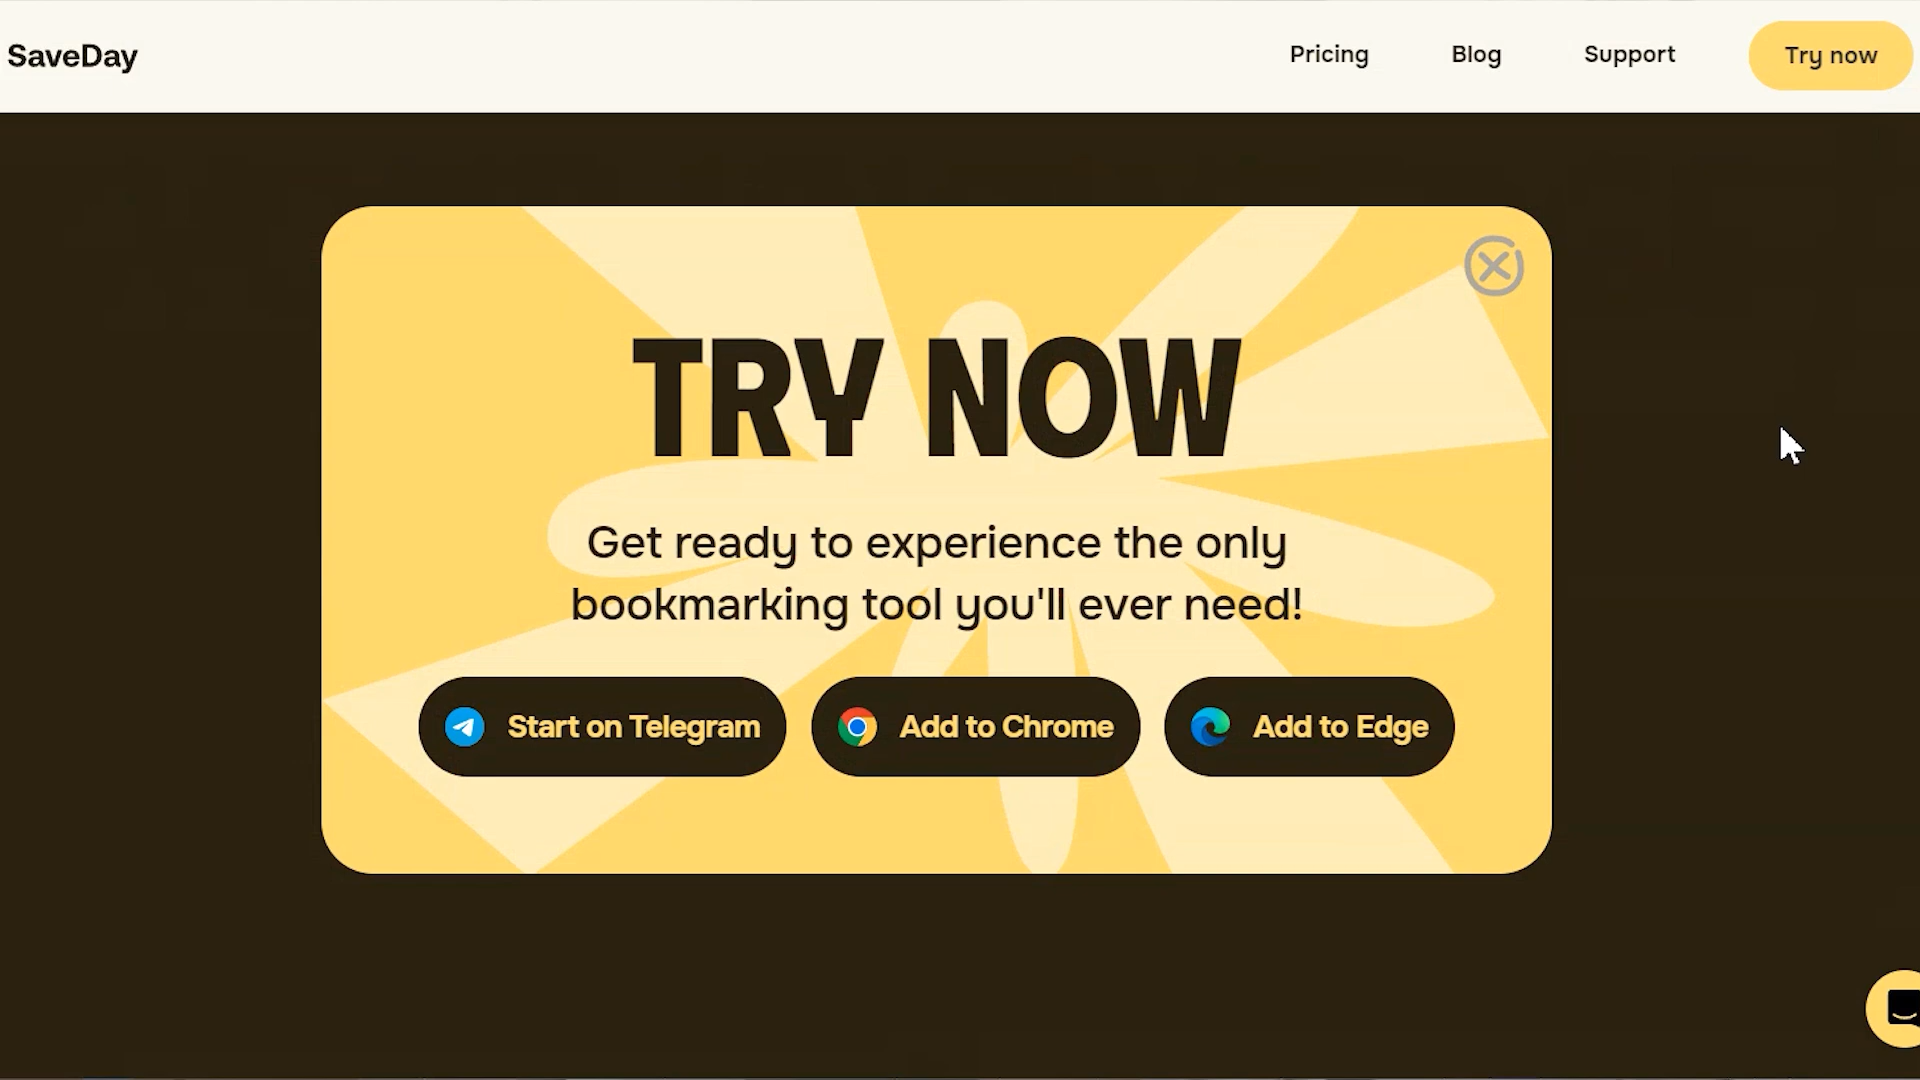 SaveDay
Pricing
Blog
Support
Try now
TRY NOW
Get ready to experience the only
bookmarking tool you'll ever need!
Start on Telegram
Add to Chrome
Add to Edge